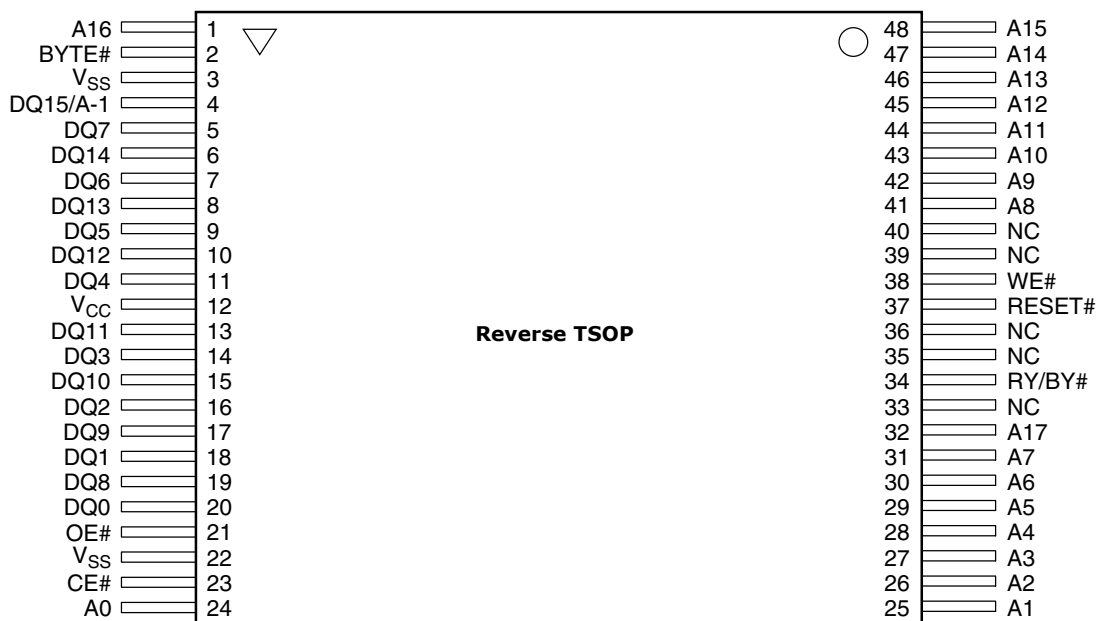 A16 1 48 A15
BYTE# 2 47 A14
VSS 3 46 A13
DQ15/A-1 4 45 A12
DQ7 5 44 A11
DQ14 6 43 A10
DQ6 7 42 A9
DQ13 8 41 A8
DQ5 9 40 NC
DQ12 10 39 NC
DQ4 11 38 WE#
VCC 12 37 RESET#
DQ11 13 Reverse TSOP 36 NC
DQ3 14 35 NC
DQ10 15 34 RY/BY#
DQ2 16 33 NC
DQ9 17 32 A17
DQ1 18 31 A7
DQ8 19 30 A6
DQ0 20 29 A5
OE# 21 28 A4
VSS 22 27 A3
CE# 23 26 A2
A0 24 25 A1